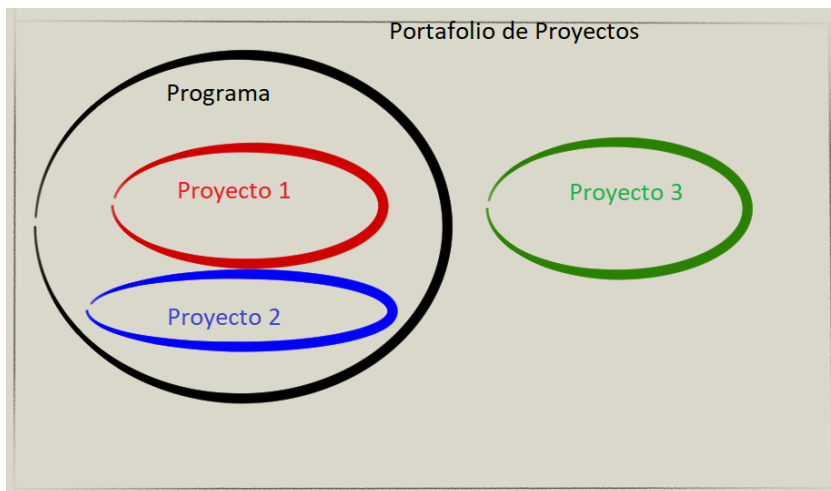 Portafolio de Proyectos
Programa
Proyecto 1
Proyecto 3
Proyecto 2